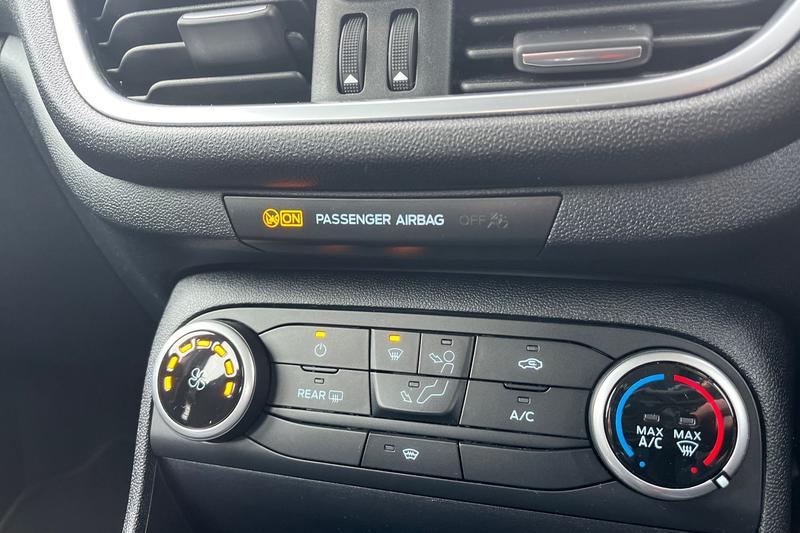 ON PASSENGER AIRBAG OFF
REAR
A/C
MAX A/C
MAX